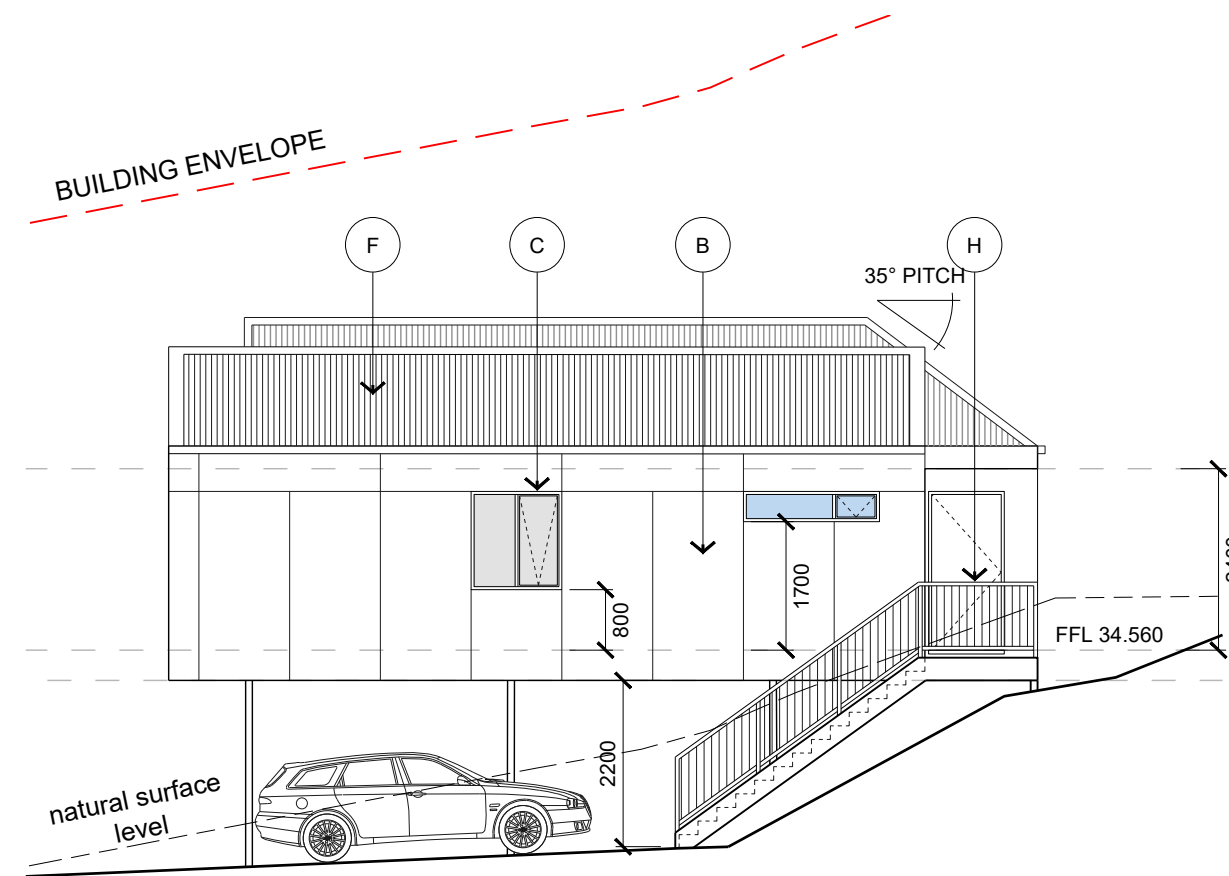 BUILDING ENVELOPE
F
C
B
H
35° PITCH
800
1700
FFL 34.560
2200
natural surface
level